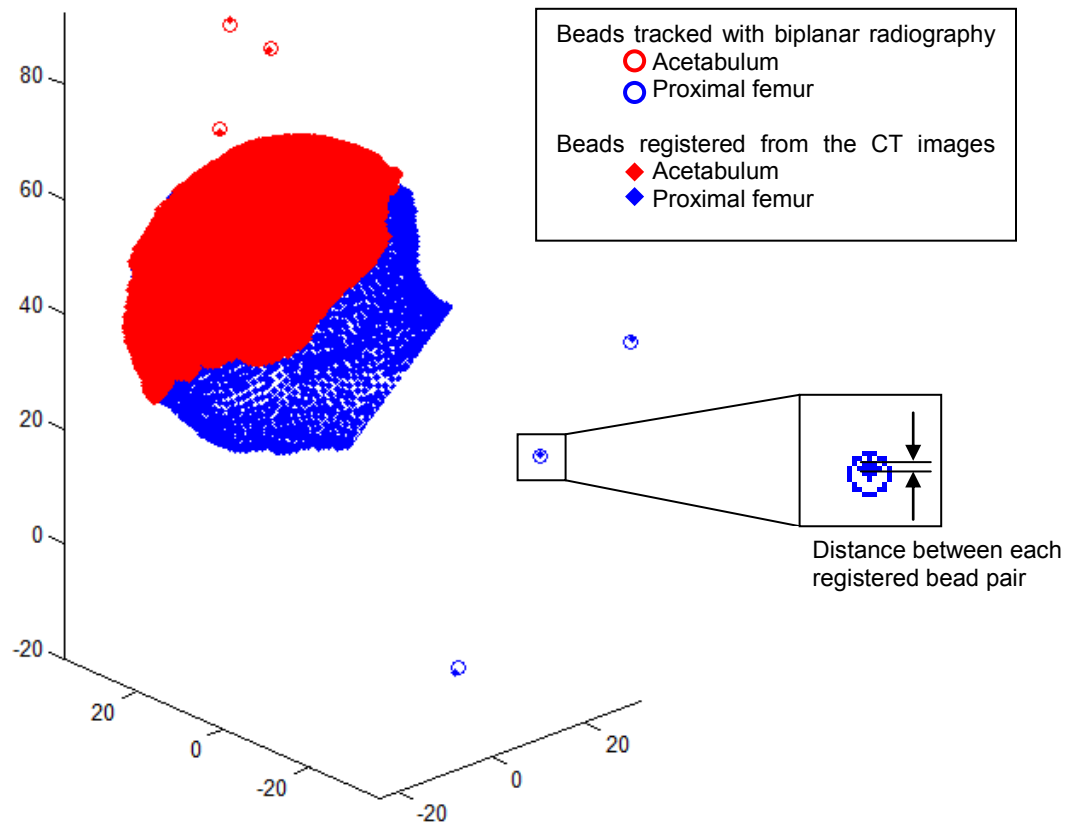 Beads tracked with biplanar radiography
Acetabulum
Proximal femur
Beads registered from the CT images
Acetabulum
Proximal femur
80
60
40
20
0
-20
20
0
-20
-20
0
20
Distance between each
registered bead pair